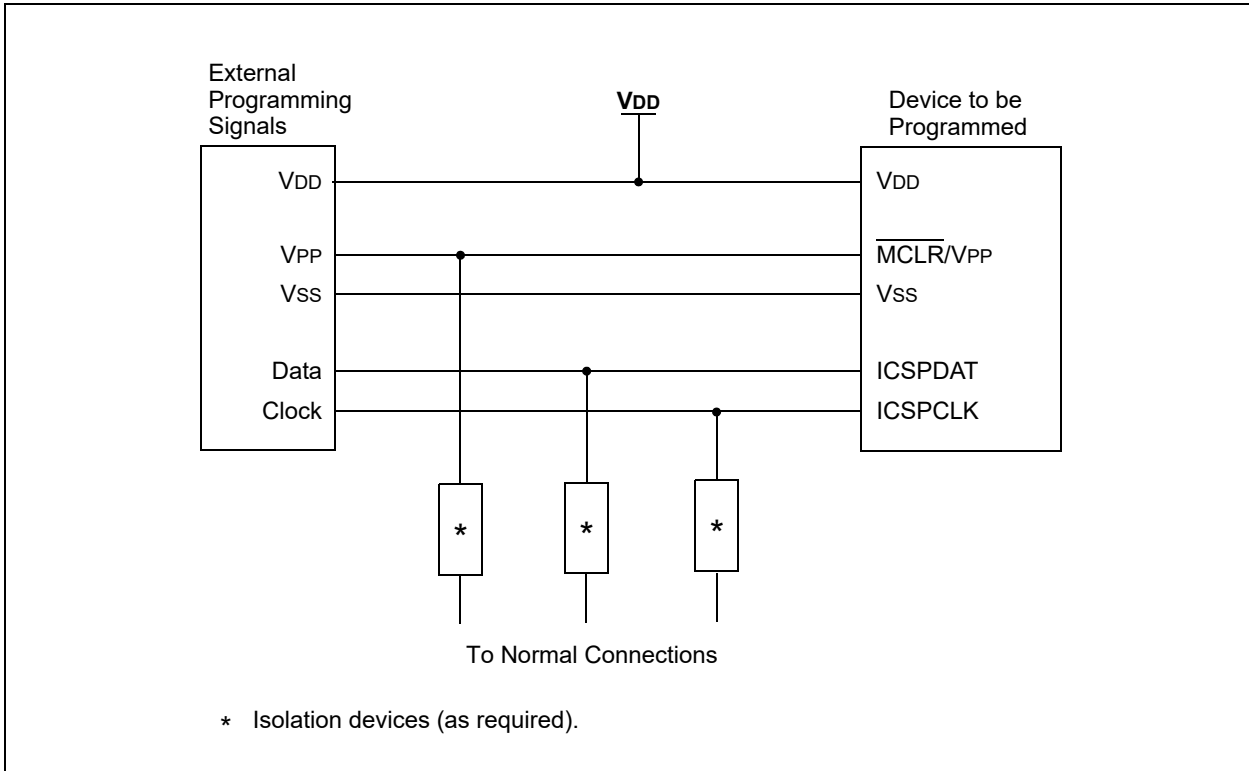 External
Programming
Signals
VDD
Device to be
Programmed
VDD
VDD
VPP
MCLR/VPP
VSS
VSS
Data
ICSPDAT
Clock
ICSPCLK
* * *
To Normal Connections
* Isolation devices (as required).